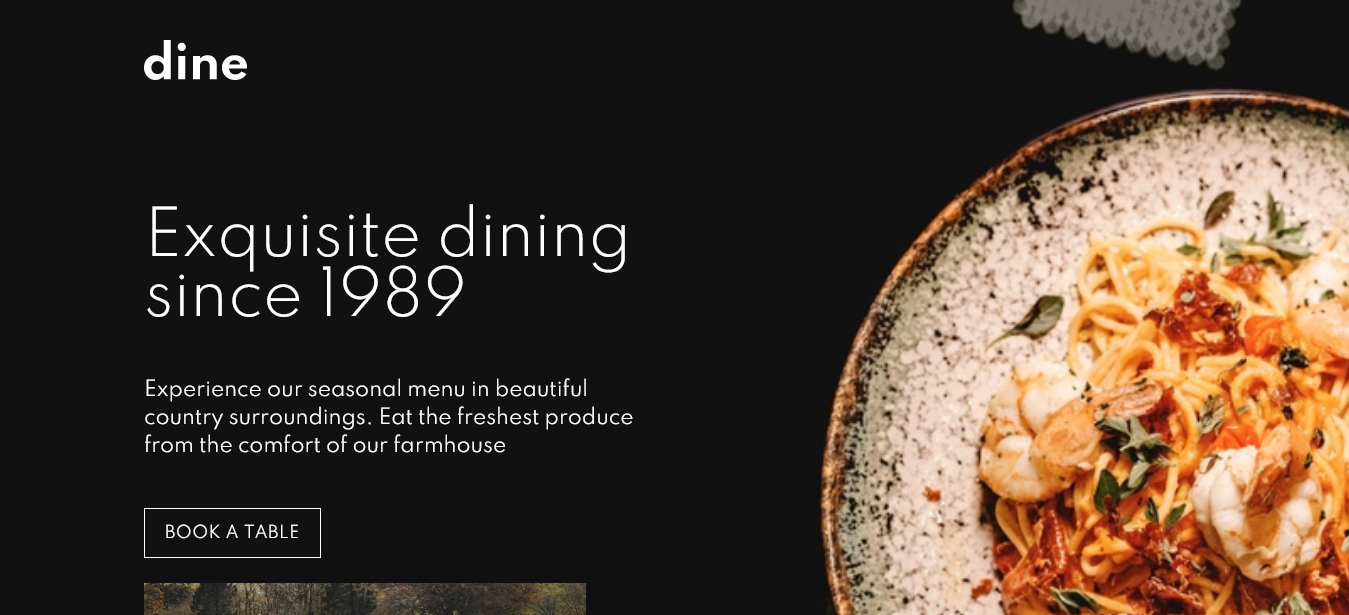 dine
Exquisite dining
since 1989
Experience our seasonal menu in beautiful
country surroundings. Eat the freshest produce
from the comfort of our farmhouse
BOOK A TABLE